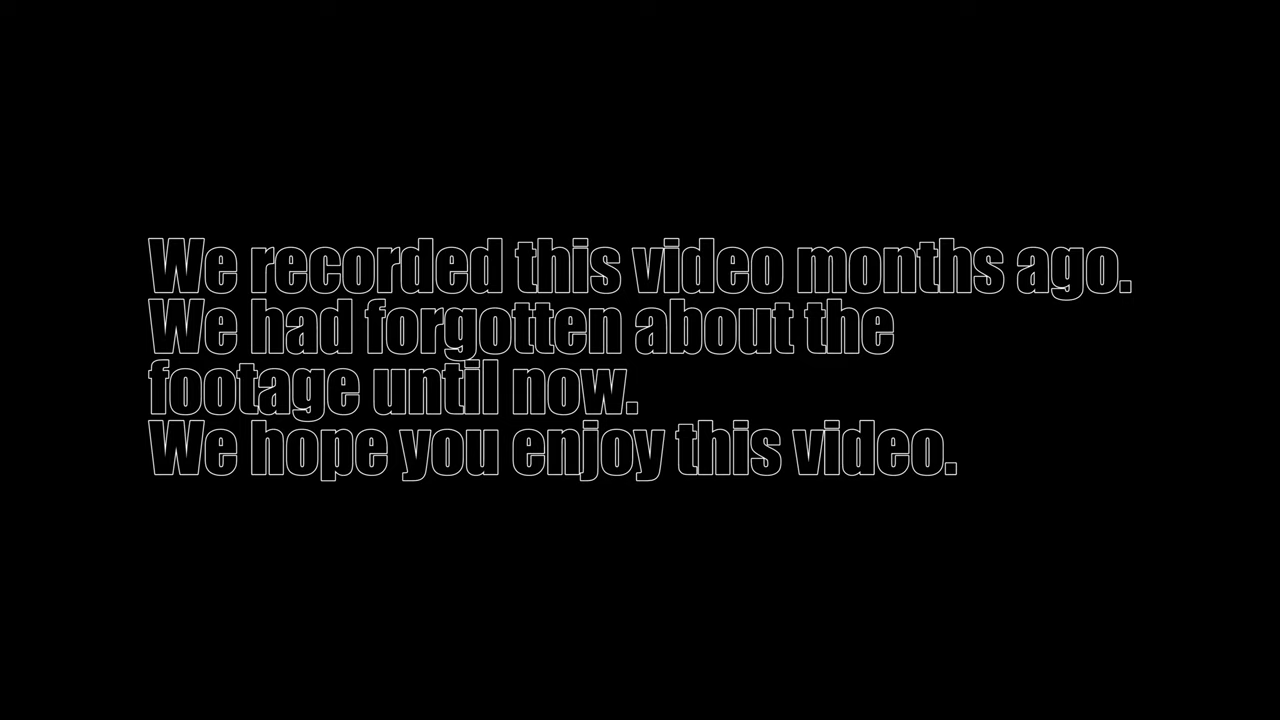 We recorded this video months ago.
We had forgotten about the
footage until now.
We hope you enjoy this video.